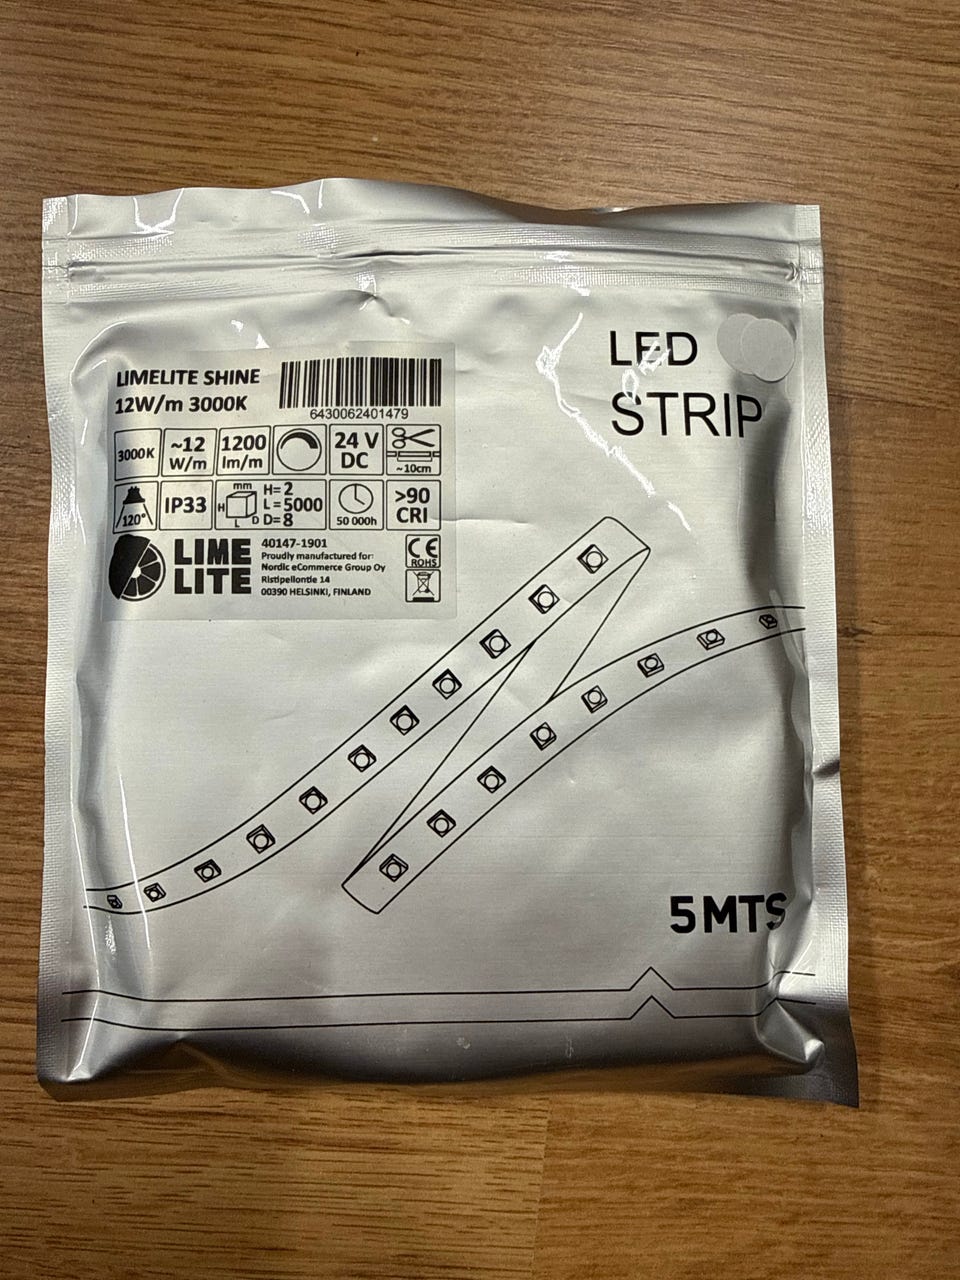 LED
STRIP
LIMELITE SHINE
12W/m 3000K
6430062401479
3000K
~12
W/m
1200
lm/m
24 V
DC
~10cm
120°
IP33
mm
H
L
D
H=2
L=5000
D=8
50 000h
>90
CRI
LIME
LITE
40147-1901
Proudly manufactured for:
Nordic eCommerce Group Oy
Ristipellontie 14
00390 HELSINKI, FINLAND
CE
ROHS
5MTS